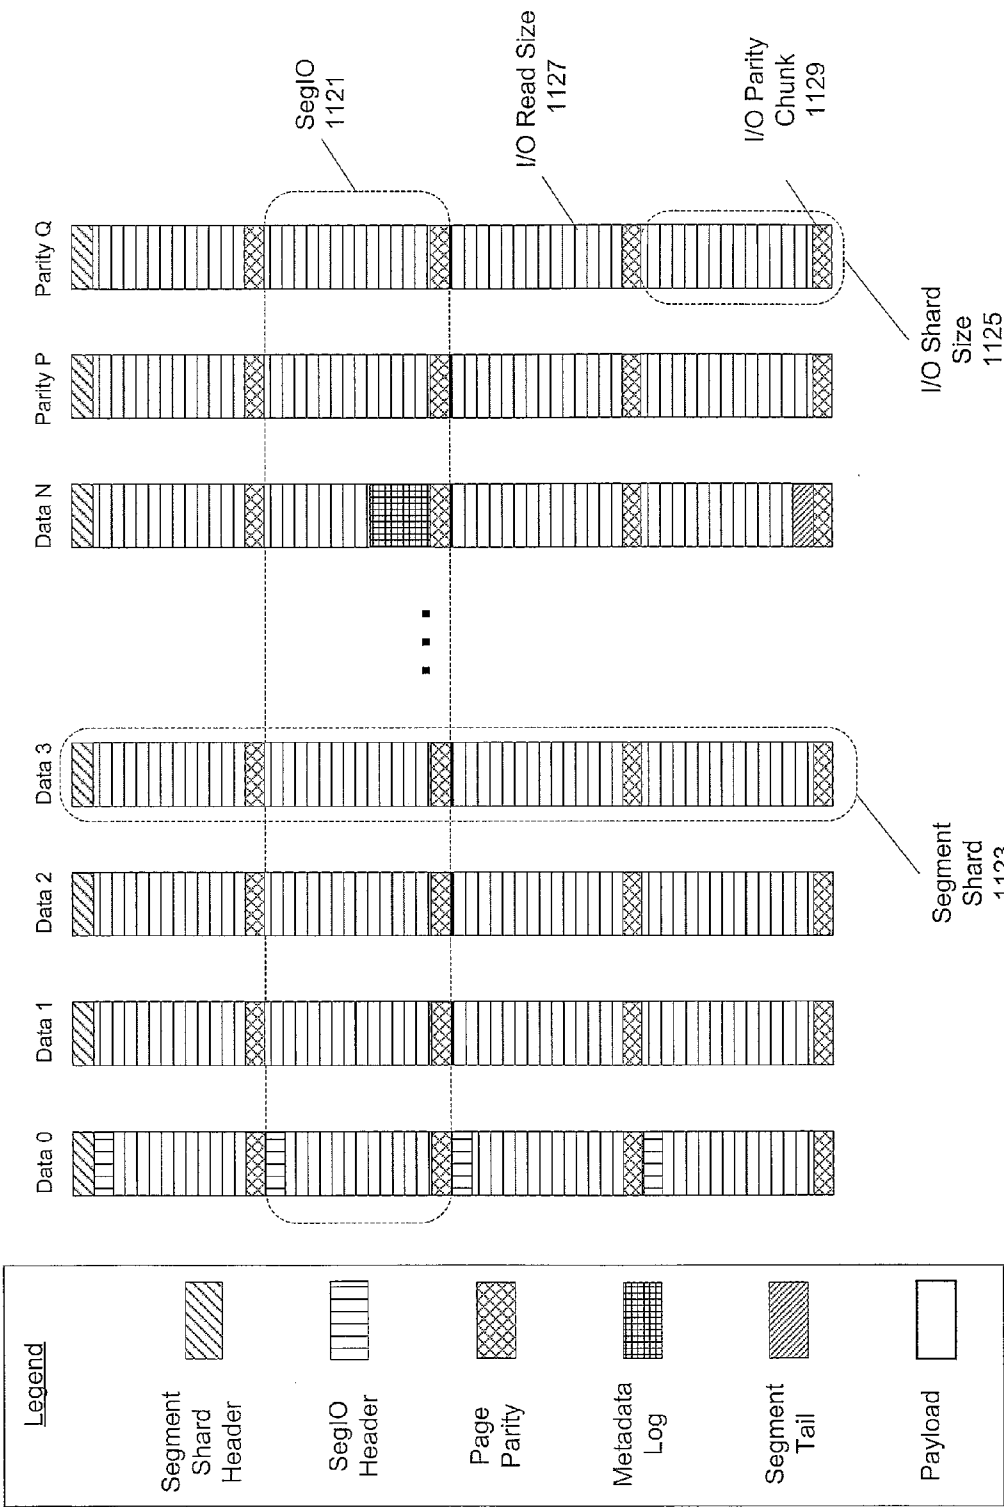 Legend
Segment
Shard
Header
SegIO
Header
Page
Parity
Metadata
Log
Segment
Tail
Payload
Data 0
Data 1
Data 2
Data 3
Data N
Parity P
Parity Q
SegIO
1121
I/O Read Size
1127
I/O Parity
Chunk
1129
I/O Shard
Size
1125
Segment
Shard
1123